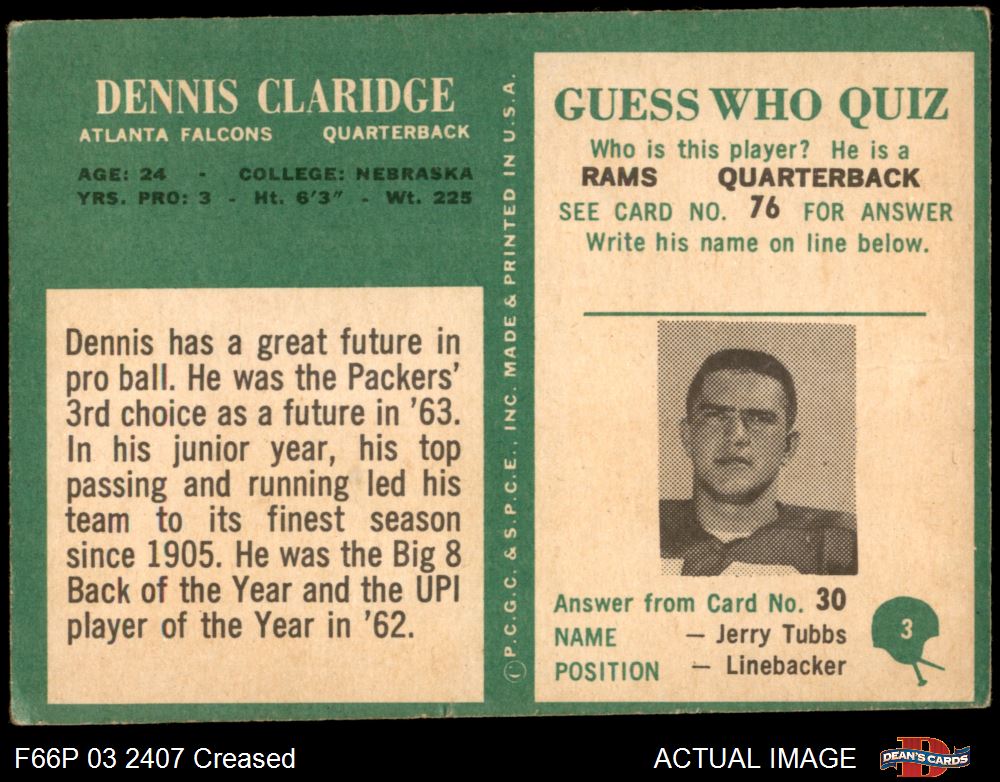 DENNIS CLARIDGE
ATLANTA FALCONS QUARTERBACK
AGE: 24 - COLLEGE: NEBRASKA
YRS. PRO: 3 - Ht. 6'3" - Wt. 225
Dennis has a great future in
pro ball. He was the Packers'
3rd choice as a future in '63.
In his junior year, his top
passing and running led his
team to its finest season
since 1905. He was the Big 8
Back of the Year and the UPI
player of the Year in '62.
©P.C.G.C. & S.P.C.E., INC. MADE & PRINTED IN U.S.A.
GUESS WHO QUIZ
Who is this player? He is a
RAMS QUARTERBACK
SEE CARD NO. 76 FOR ANSWER
Write his name on line below.
Answer from Card No. 30
NAME — Jerry Tubbs
POSITION — Linebacker
3
F66P 03 2407 Creased
ACTUAL IMAGE
D
DEAN'S CARDS